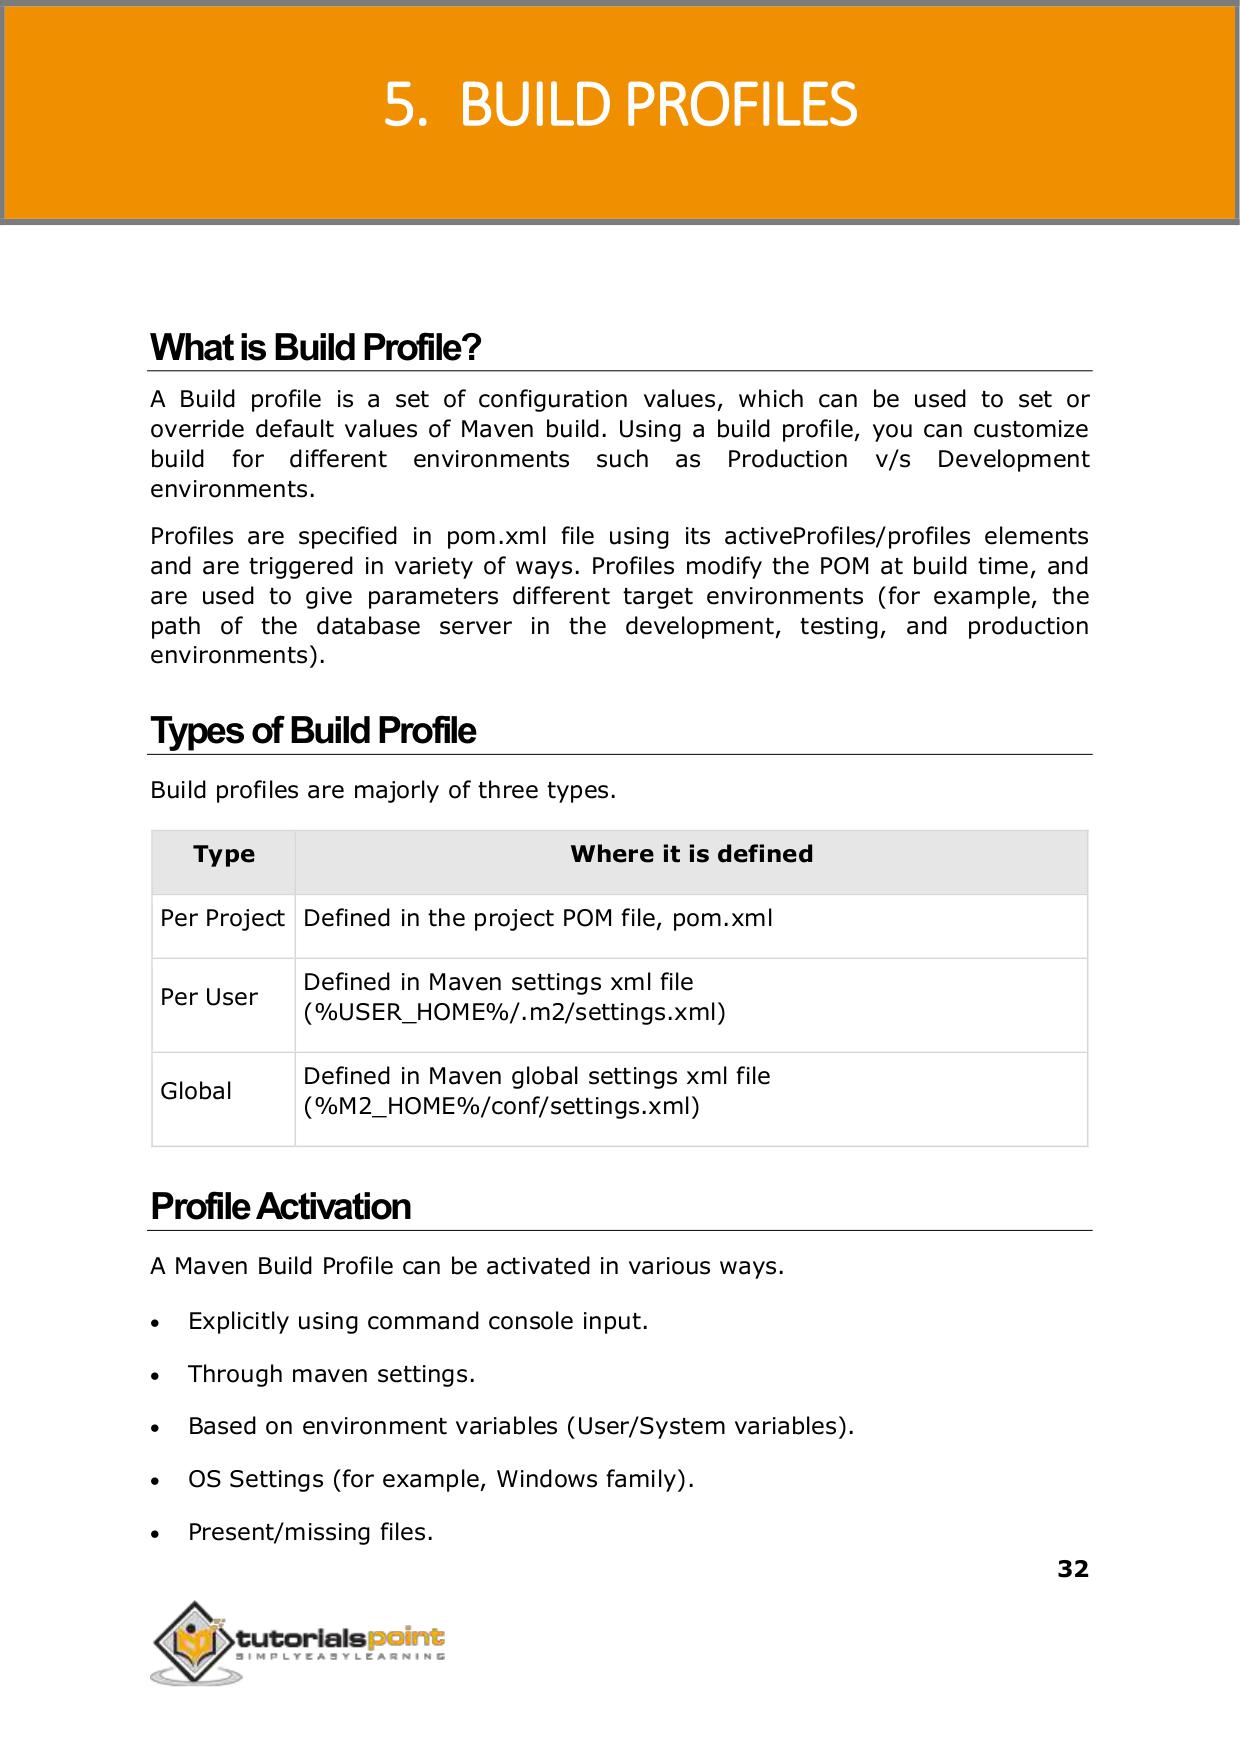 5. BUILD PROFILES
What is Build Profile?
A Build profile is a set of configuration values, which can be used to set or
override default values of Maven build. Using a build profile, you can customize
build for different environments such as Production v/s Development
environments.
Profiles are specified in pom.xml file using its activeProfiles/profiles elements
and are triggered in variety of ways. Profiles modify the POM at build time, and
are used to give parameters different target environments (for example, the
path of the database server in the development, testing, and production
environments).
Types of Build Profile
Build profiles are majorly of three types.
Type Where it is defined
Per Project Defined in the project POM file, pom.xml
Per User Defined in Maven settings xml file
(%USER_HOME%/.m2/settings.xml)
Global Defined in Maven global settings xml file
(%M2_HOME%/conf/settings.xml)
Profile Activation
A Maven Build Profile can be activated in various ways.
• Explicitly using command console input.
• Through maven settings.
• Based on environment variables (User/System variables).
• OS Settings (for example, Windows family).
• Present/missing files.
32
tutorialspoint
SIMPLYEASYLEARNING